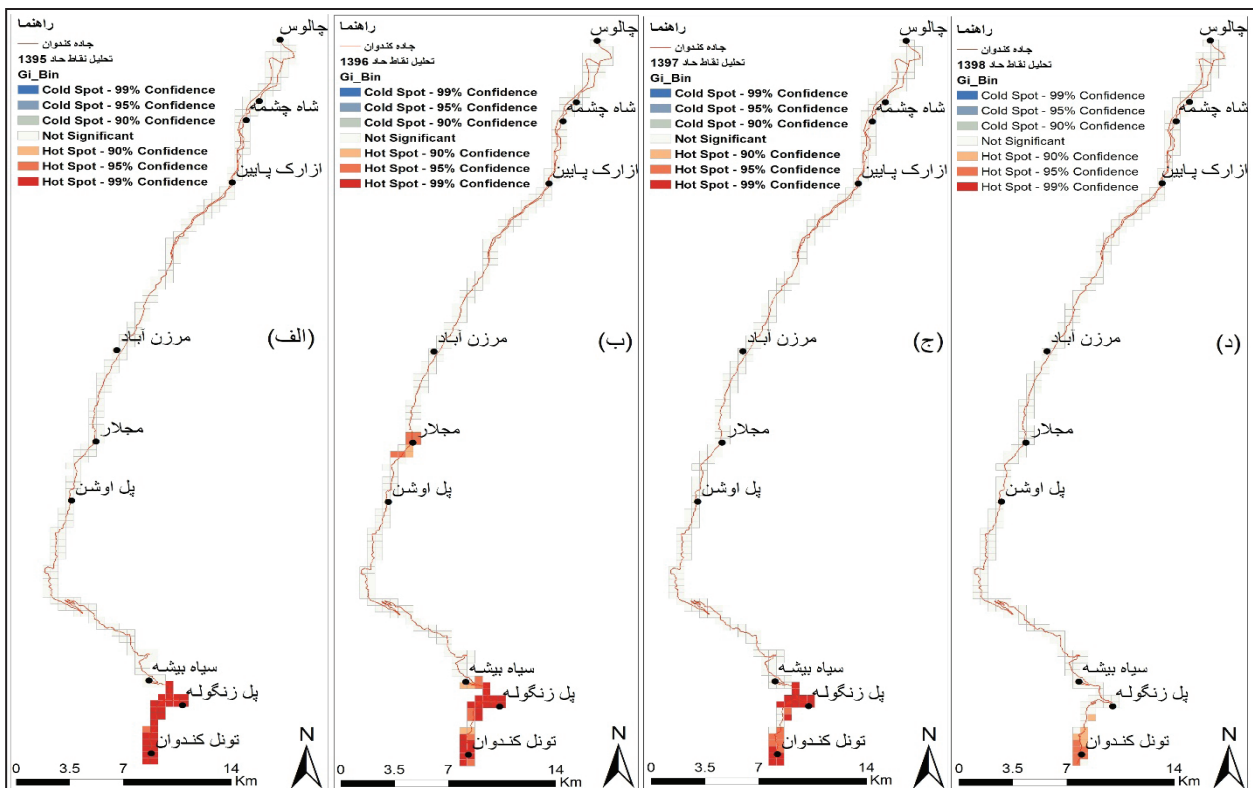 راهنما
جاده کندوان
تحلیل نقاط حاد 1395
Gi_Bin
Cold Spot - 99% Confidence
Cold Spot - 95% Confidence
Cold Spot - 90% Confidence
Not Significant
Hot Spot - 90% Confidence
Hot Spot - 95% Confidence
Hot Spot - 99% Confidence
چالوس
شاه چشمه
ازارک پایین
مرزن آباد
(الف)
مجلار
پل اوشن
سیاه بیشه
پل زنگوله
تونل کندوان
N
0 3.5 7 14
Km
راهنما
جاده کندوان
تحلیل نقاط حاد 1396
Gi_Bin
Cold Spot - 99% Confidence
Cold Spot - 95% Confidence
Cold Spot - 90% Confidence
Not Significant
Hot Spot - 90% Confidence
Hot Spot - 95% Confidence
Hot Spot - 99% Confidence
چالوس
شاه چشمه
ازارک پایین
مرزن آباد
(ب)
مجلار
پل اوشن
سیاه بیشه
پل زنگوله
تونل کندوان
N
0 3.5 7 14
Km
راهنما
جاده کندوان
تحلیل نقاط حاد 1397
Gi_Bin
Cold Spot - 99% Confidence
Cold Spot - 95% Confidence
Cold Spot - 90% Confidence
Not Significant
Hot Spot - 90% Confidence
Hot Spot - 95% Confidence
Hot Spot - 99% Confidence
چالوس
شاه چشمه
ازارک پایین
مرزن آباد
(ج)
مجلار
پل اوشن
سیاه بیشه
پل زنگوله
تونل کندوان
N
0 3.5 7 14
Km
راهنما
جاده کندوان
تحلیل نقاط حاد 1398
Gi_Bin
Cold Spot - 99% Confidence
Cold Spot - 95% Confidence
Cold Spot - 90% Confidence
Not Significant
Hot Spot - 90% Confidence
Hot Spot - 95% Confidence
Hot Spot - 99% Confidence
چالوس
شاه چشمه
ازارک پایین
مرزن آباد
(د)
مجلار
پل اوشن
سیاه بیشه
پل زنگوله
تونل کندوان
N
0 3.5 7 14
Km